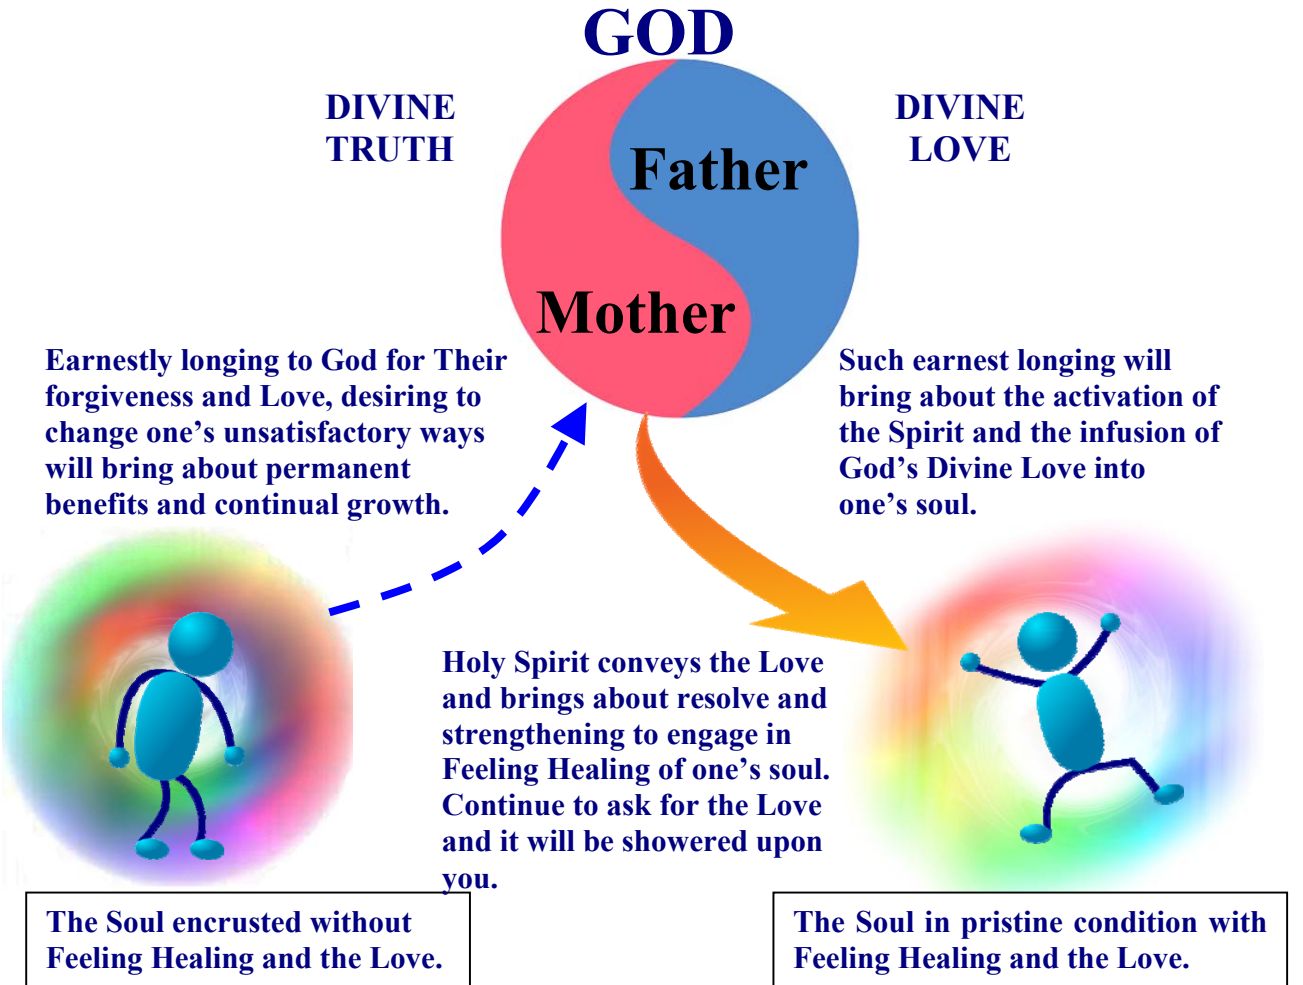 GOD
DIVINE
TRUTH
DIVINE
LOVE
Father
Mother
Earnestly longing to God for Their
forgiveness and Love, desiring to
change one’s unsatisfactory ways
will bring about permanent
benefits and continual growth.
Such earnest longing will
bring about the activation of
the Spirit and the infusion of
God’s Divine Love into
one’s soul.
Holy Spirit conveys the Love
and brings about resolve and
strengthening to engage in
Feeling Healing of one’s soul.
Continue to ask for the Love
and it will be showered upon
you.
The Soul encrusted without
Feeling Healing and the Love.
The Soul in pristine condition with
Feeling Healing and the Love.